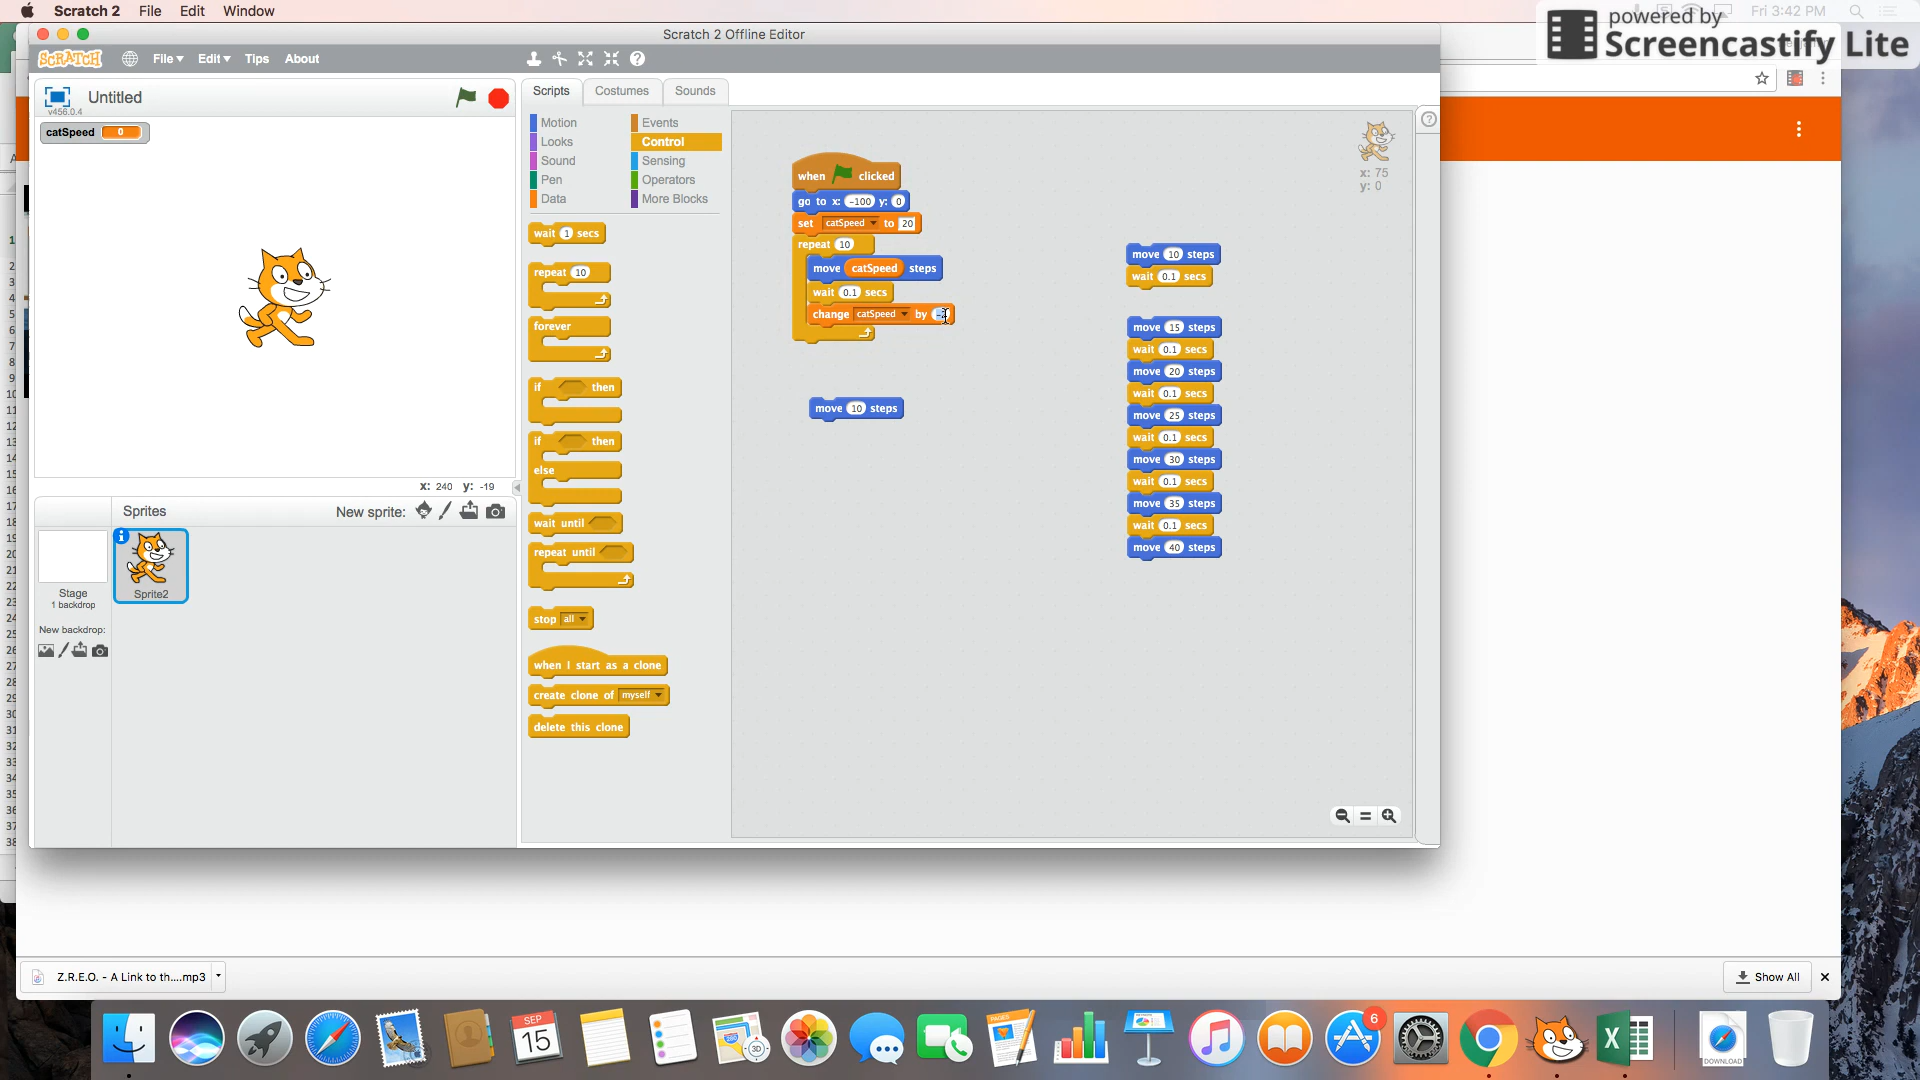 Scratch 2 File Edit Window
Fri 3:42 PM
powered by
Screencastify Lite
Scratch 2 Offline Editor
SCRATCH File Edit Tips About
Untitled
v456.0.4
Scripts Costumes Sounds
catSpeed 0
Motion Events
Looks Control
Sound Sensing
Pen Operators
Data More Blocks
wait 1 secs
repeat 10
forever
if then
if then
else
wait until
repeat until
stop all
when I start as a clone
create clone of myself
delete this clone
when clicked
go to x: -100 y: 0
set catSpeed to 20
repeat 10
move catSpeed steps
wait 0.1 secs
change catSpeed by
move 10 steps
x: 75
y: 0
move 10 steps
wait 0.1 secs
move 15 steps
wait 0.1 secs
move 20 steps
wait 0.1 secs
move 25 steps
wait 0.1 secs
move 30 steps
wait 0.1 secs
move 35 steps
wait 0.1 secs
move 40 steps
x: 240 y: -19
Sprites New sprite:
Stage
1 backdrop
New backdrop:
Sprite2
Z.R.E.O. - A Link to th....mp3
Show All
SEP
15
3D
280
PAGES
6
DOWNLOAD